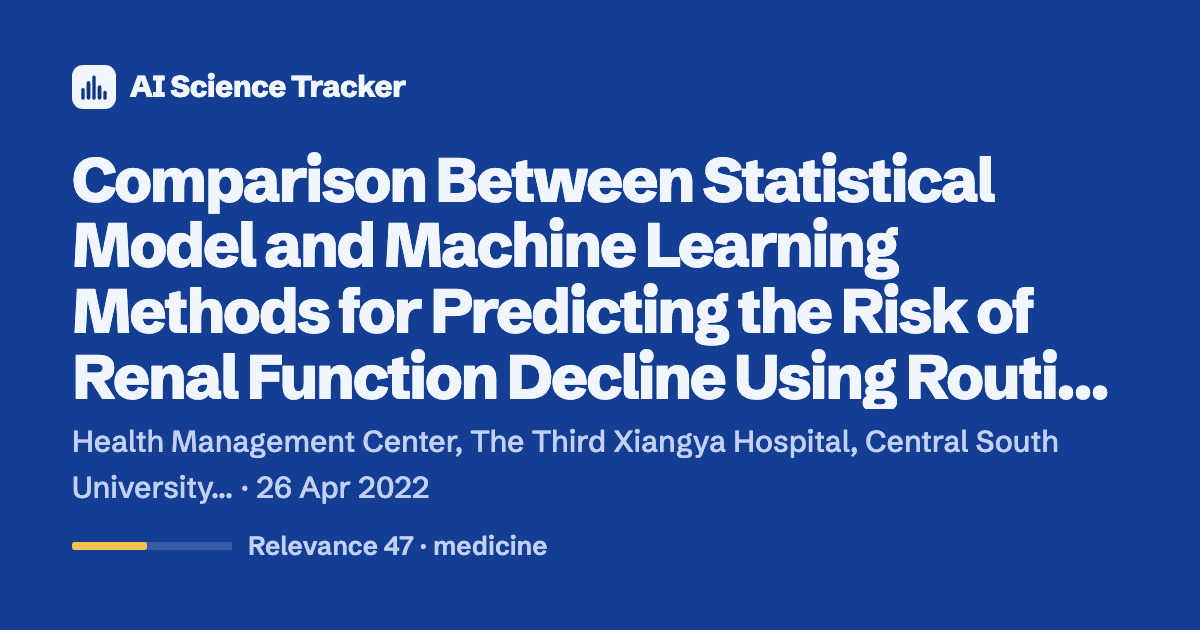 AI Science Tracker
Comparison Between Statistical
Model and Machine Learning
Methods for Predicting the Risk of
Renal Function Decline Using Routi...
Health Management Center, The Third Xiangya Hospital, Central South
University... · 26 Apr 2022
Relevance 47 · medicine